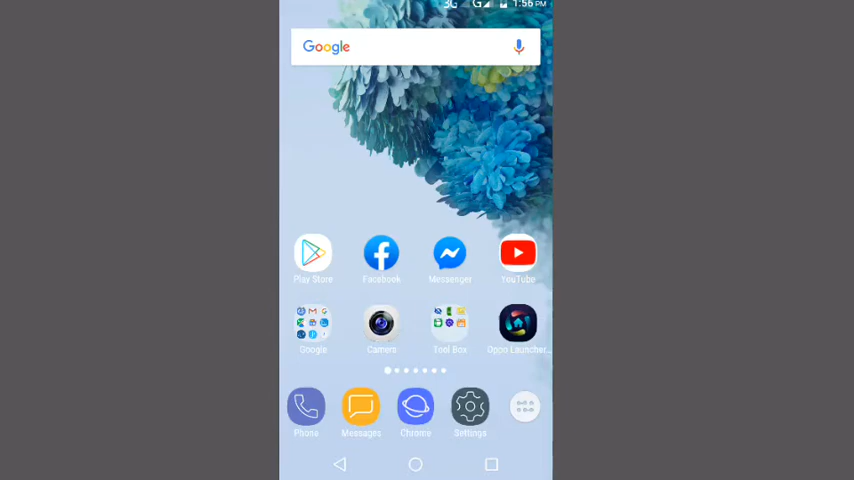 3G G 1:56 PM
Google
Play Store Facebook Messenger YouTube
Google Camera Tool Box Oppo Launcher...
Phone Messages Chrome Settings